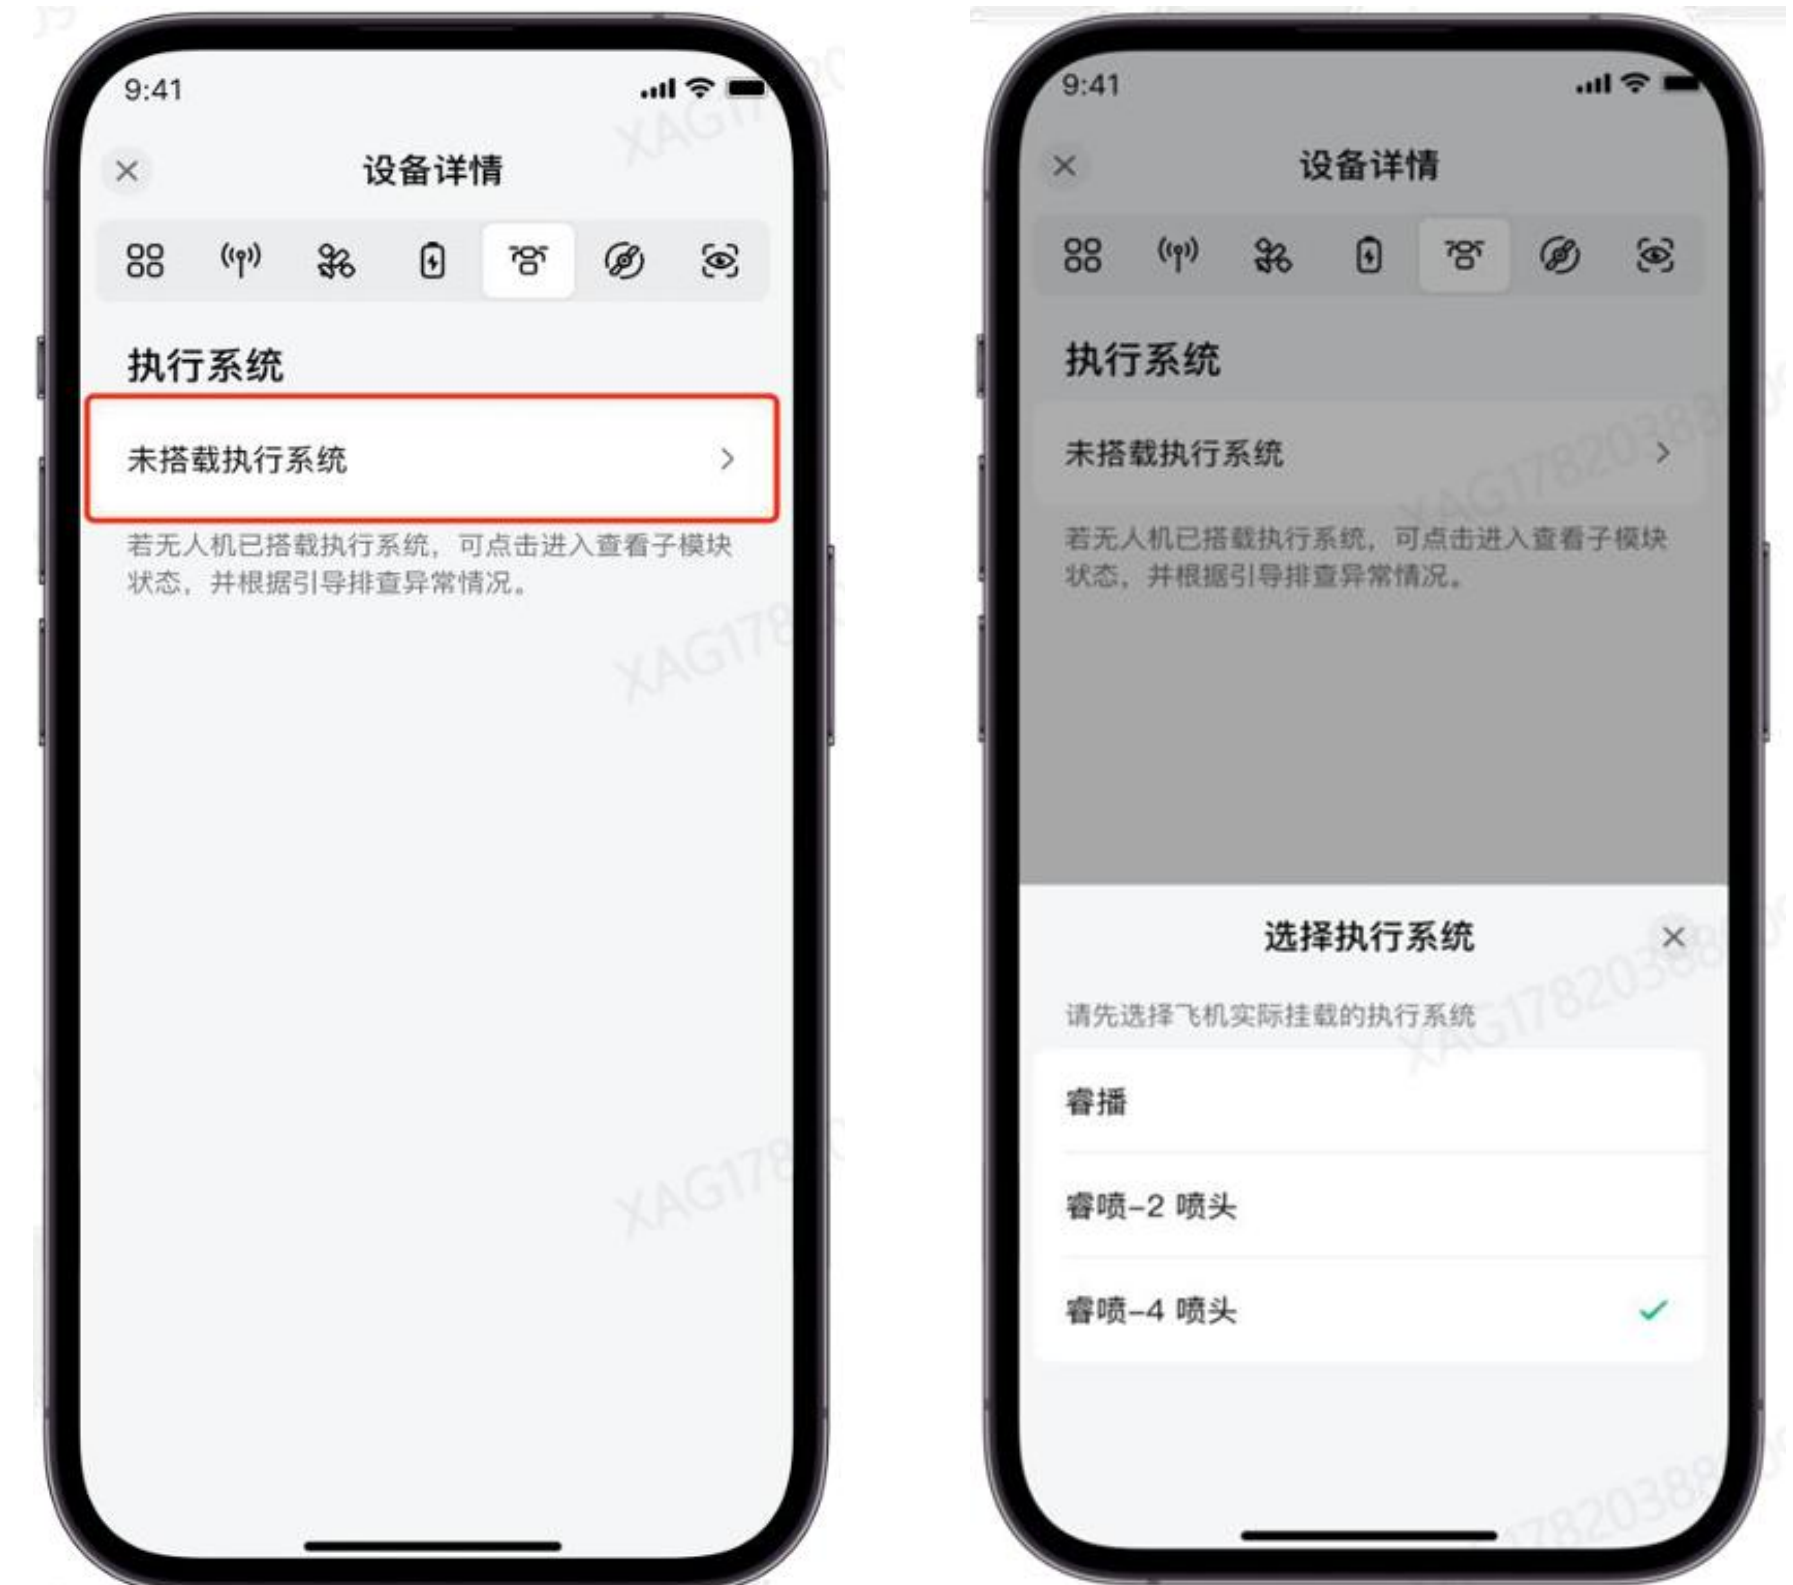 9:41
设备详情
执行系统
未搭载执行系统
若无人机已搭载执行系统，可点击进入查看子模块
状态，并根据引导排查异常情况。
XAG178
XAG178
9:41
设备详情
执行系统
未搭载执行系统
若无人机已搭载执行系统，可点击进入查看子模块
状态，并根据引导排查异常情况。
选择执行系统
请先选择飞机实际挂载的执行系统
睿播
睿喷-2 喷头
睿喷-4 喷头